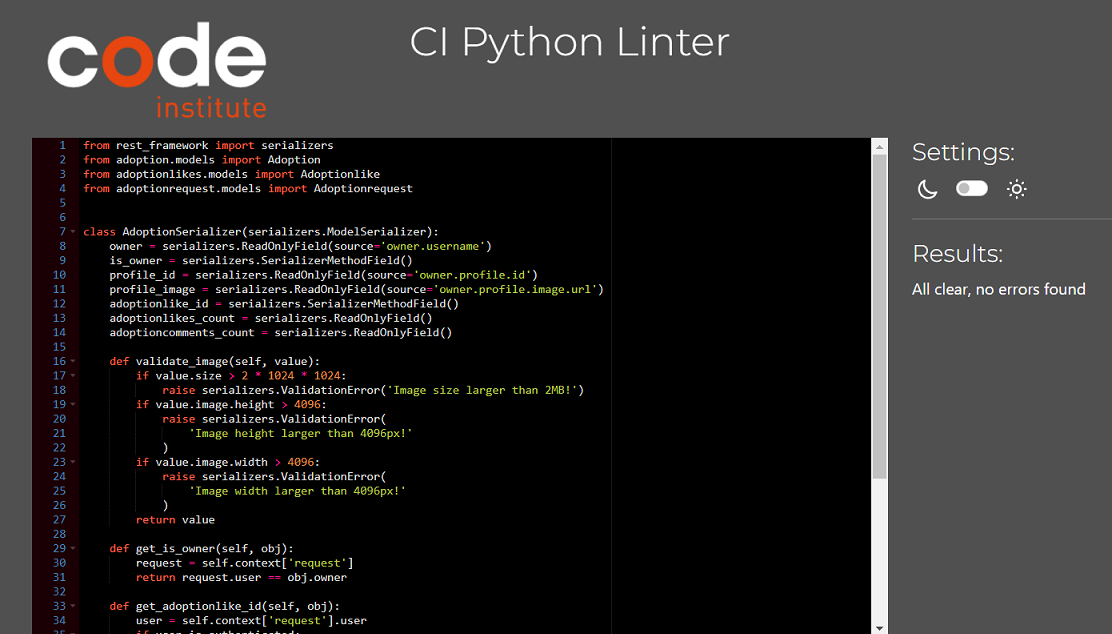 code
institute
CI Python Linter
1 from rest_framework import serializers
2 from adoption.models import Adoption
3 from adoptionlikes.models import Adoptionlike
4 from adoptionrequest.models import Adoptionrequest
5
6
7 class AdoptionSerializer(serializers.ModelSerializer):
8 owner = serializers.ReadOnlyField(source='owner.username')
9 is_owner = serializers.SerializerMethodField()
10 profile_id = serializers.ReadOnlyField(source='owner.profile.id')
11 profile_image = serializers.ReadOnlyField(source='owner.profile.image.url')
12 adoptionlike_id = serializers.SerializerMethodField()
13 adoptionlikes_count = serializers.ReadOnlyField()
14 adoptioncomments_count = serializers.ReadOnlyField()
15
16 def validate_image(self, value):
17 if value.size > 2 * 1024 * 1024:
18 raise serializers.ValidationError('Image size larger than 2MB!')
19 if value.image.height > 4096:
20 raise serializers.ValidationError(
21 'Image height larger than 4096px!'
22 )
23 if value.image.width > 4096:
24 raise serializers.ValidationError(
25 'Image width larger than 4096px!'
26 )
27 return value
28
29 def get_is_owner(self, obj):
30 request = self.context['request']
31 return request.user == obj.owner
32
33 def get_adoptionlike_id(self, obj):
34 user = self.context['request'].user
35 if user.is_authenticated:
Settings:
Results:
All clear, no errors found